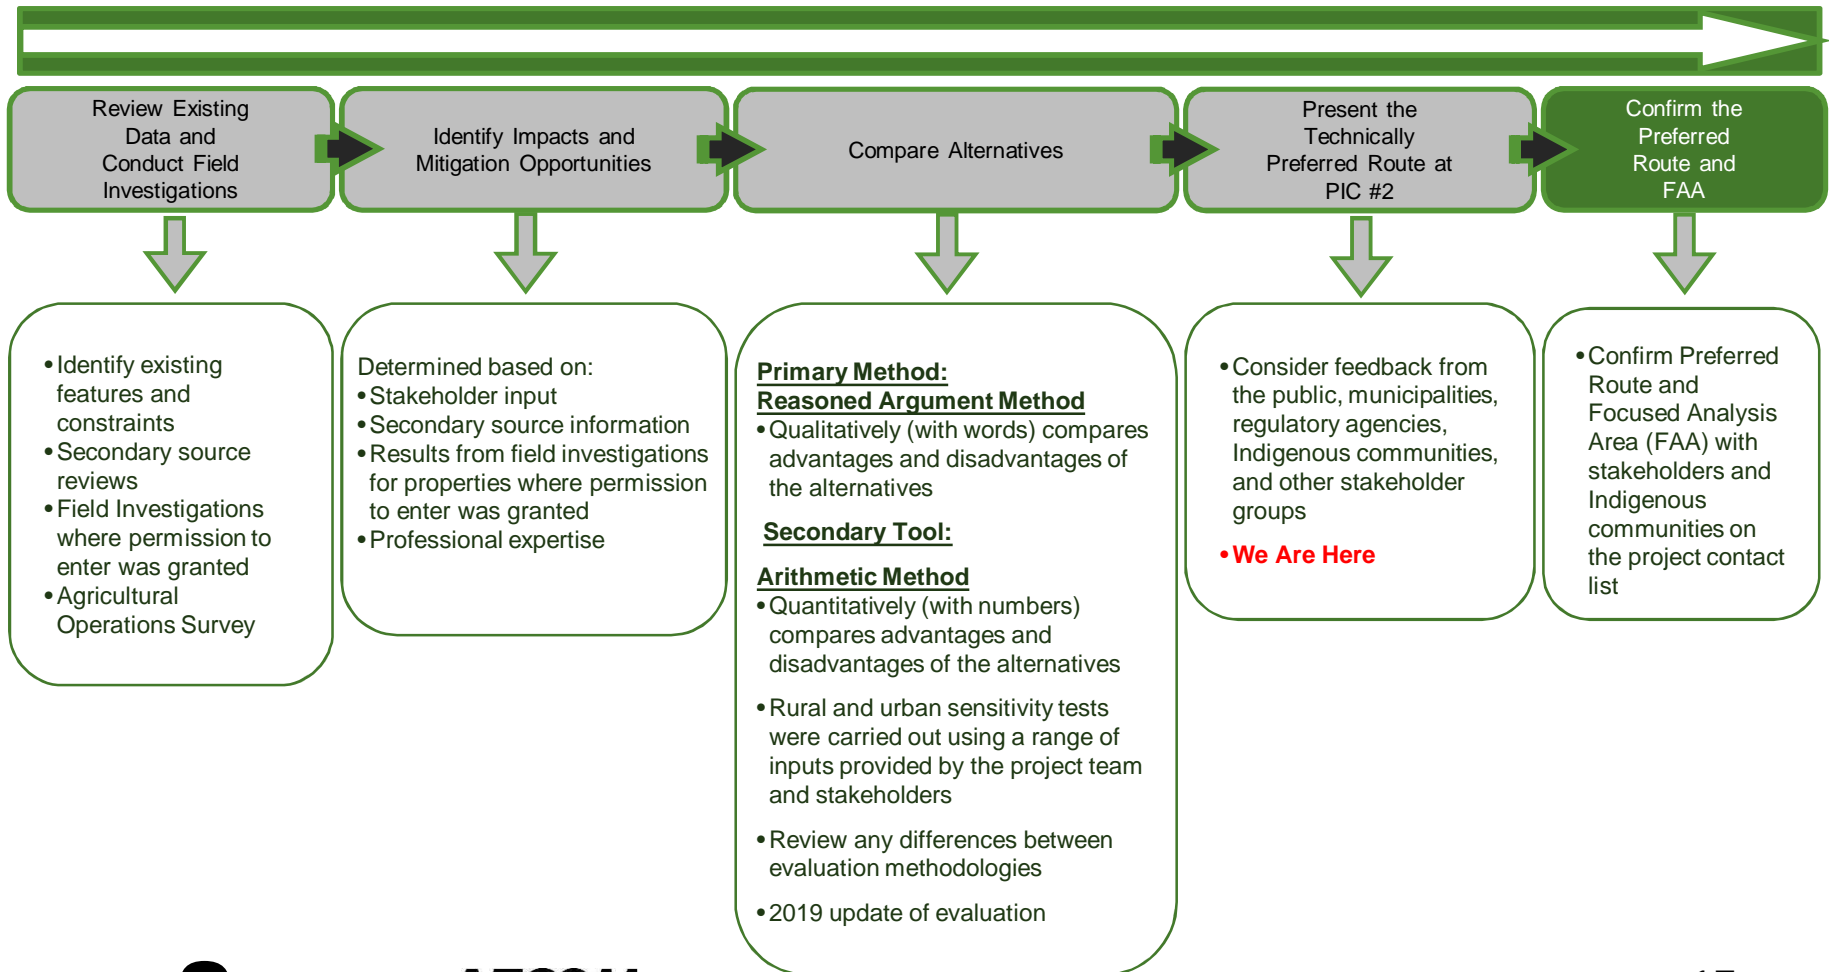 Review Existing
Data and
Conduct Field
Investigations
Identify Impacts and
Mitigation Opportunities
Compare Alternatives
Present the
Technically
Preferred Route at
PIC #2
Confirm the
Preferred
Route and
FAA
•Identify existing
features and
constraints
•Secondary source
reviews
•Field Investigations
where permission to
enter was granted
•Agricultural
Operations Survey
Determined based on:
•Stakeholder input
•Secondary source information
•Results from field investigations
for properties where permission
to enter was granted
•Professional expertise
Primary Method:
Reasoned Argument Method
•Qualitatively (with words) compares
advantages and disadvantages of
the alternatives
Secondary Tool:
Arithmetic Method
•Quantitatively (with numbers)
compares advantages and
disadvantages of the alternatives
•Rural and urban sensitivity tests
were carried out using a range of
inputs provided by the project team
and stakeholders
•Review any differences between
evaluation methodologies
•2019 update of evaluation
•Consider feedback from
the public, municipalities,
regulatory agencies,
Indigenous communities,
and other stakeholder
groups
•We Are Here
•Confirm Preferred
Route and
Focused Analysis
Area (FAA) with
stakeholders and
Indigenous
communities on
the project contact
list